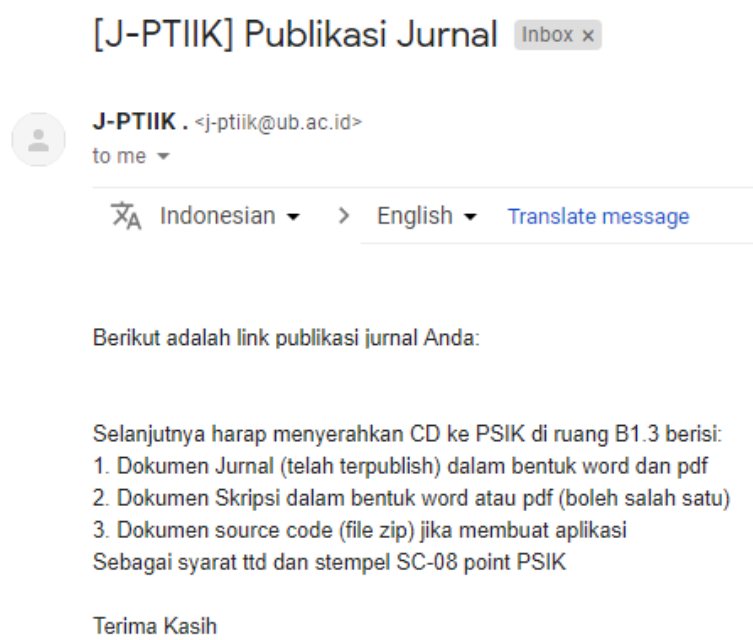 [J-PTIIK] Publikasi Jurnal Inbox x
J-PTIIK . <j-ptiik@ub.ac.id>
to me
Indonesian > English Translate message
Berikut adalah link publikasi jurnal Anda:
Selanjutnya harap menyerahkan CD ke PSIK di ruang B1.3 berisi:
1. Dokumen Jurnal (telah terpublish) dalam bentuk word dan pdf
2. Dokumen Skripsi dalam bentuk word atau pdf (boleh salah satu)
3. Dokumen source code (file zip) jika membuat aplikasi
Sebagai syarat ttd dan stempel SC-08 point PSIK
Terima Kasih